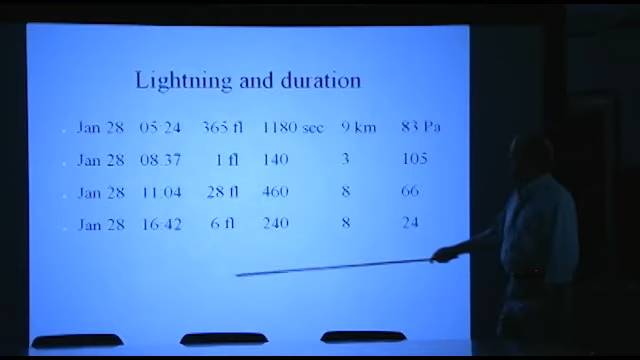 Lightning and duration
Jan 28 05:24 365 fl 1180 sec 9 km 83 Pa
Jan 28 08:37 1 fl 140 3 105
Jan 28 11:04 28 fl 460 8 66
Jan 28 16:42 6 fl 240 8 24